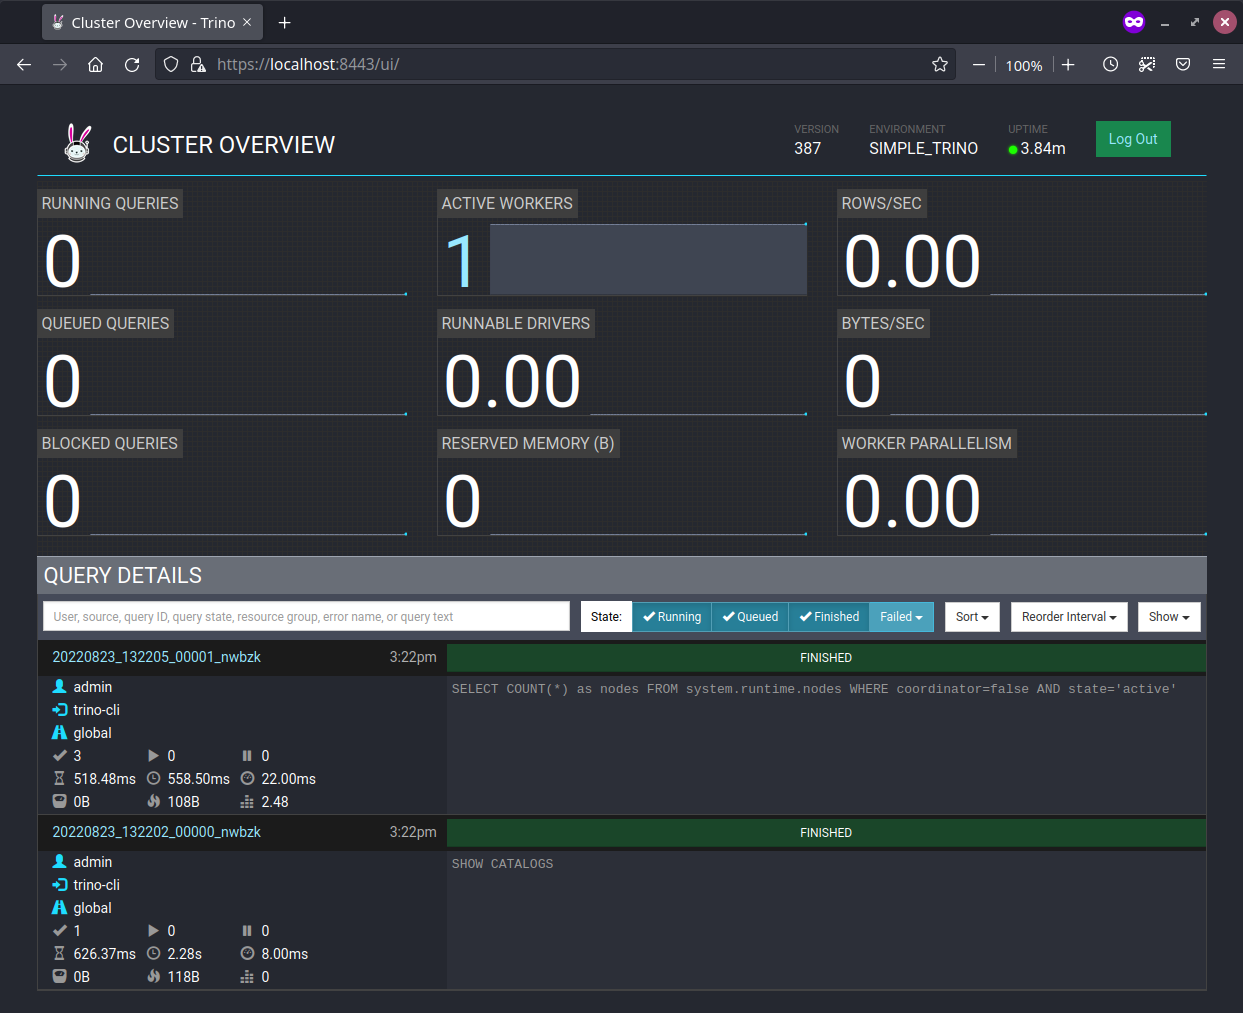 Cluster Overview - Trino
https://localhost:8443/ui/
100%
CLUSTER OVERVIEW
VERSION
387
ENVIRONMENT
SIMPLE_TRINO
UPTIME
3.84m
Log Out
RUNNING QUERIES
0
ACTIVE WORKERS
1
ROWS/SEC
0.00
QUEUED QUERIES
0
RUNNABLE DRIVERS
0.00
BYTES/SEC
0
BLOCKED QUERIES
0
RESERVED MEMORY (B)
0
WORKER PARALLELISM
0.00
QUERY DETAILS
User, source, query ID, query state, resource group, error name, or query text
State: Running Queued Finished Failed Sort Reorder Interval Show
20220823_132205_00001_nwbzk 3:22pm FINISHED
admin
trino-cli
global
3 0 0
518.48ms 558.50ms 22.00ms
0B 108B 2.48
SELECT COUNT(*) as nodes FROM system.runtime.nodes WHERE coordinator=false AND state='active'
20220823_132202_00000_nwbzk 3:22pm FINISHED
admin
trino-cli
global
1 0 0
626.37ms 2.28s 8.00ms
0B 118B 0
SHOW CATALOGS